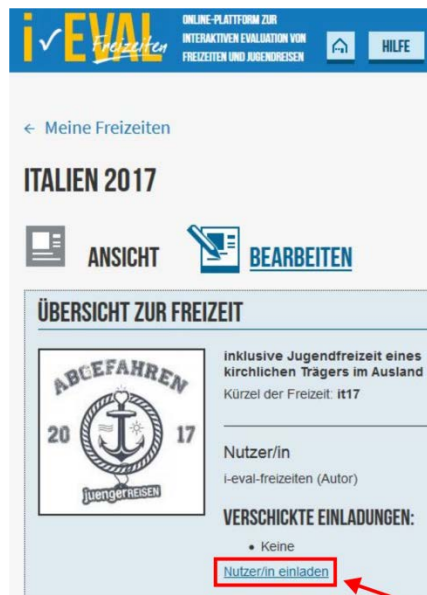 i-EVAL
Freizeiten
ONLINE-PLATTFORM ZUR
INTERAKTIVEN EVALUATION VON
FREIZEITEN UND JUGENDREISEN
HILFE
← Meine Freizeiten
ITALIEN 2017
ANSICHT
BEARBEITEN
ÜBERSICHT ZUR FREIZEIT
ABGEFAHREN
20 17
juengerREISEN
inklusive Jugendfreizeit eines
kirchlichen Trägers im Ausland
Kürzel der Freizeit: it17
Nutzer/in
i-eval-freizeiten (Autor)
VERSCHICKTE EINLADUNGEN:
• Keine
Nutzer/in einladen